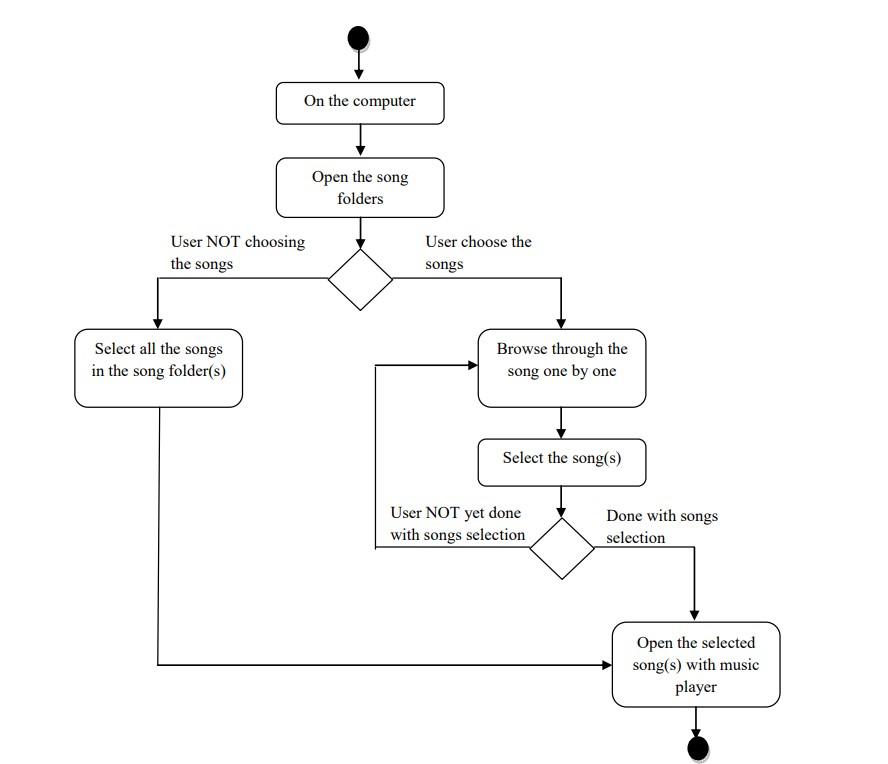 On the computer
Open the song
folders
User NOT choosing
the songs
User choose the
songs
Select all the songs
in the song folder(s)
Browse through the
song one by one
Select the song(s)
User NOT yet done
with songs selection
Done with songs
selection
Open the selected
song(s) with music
player